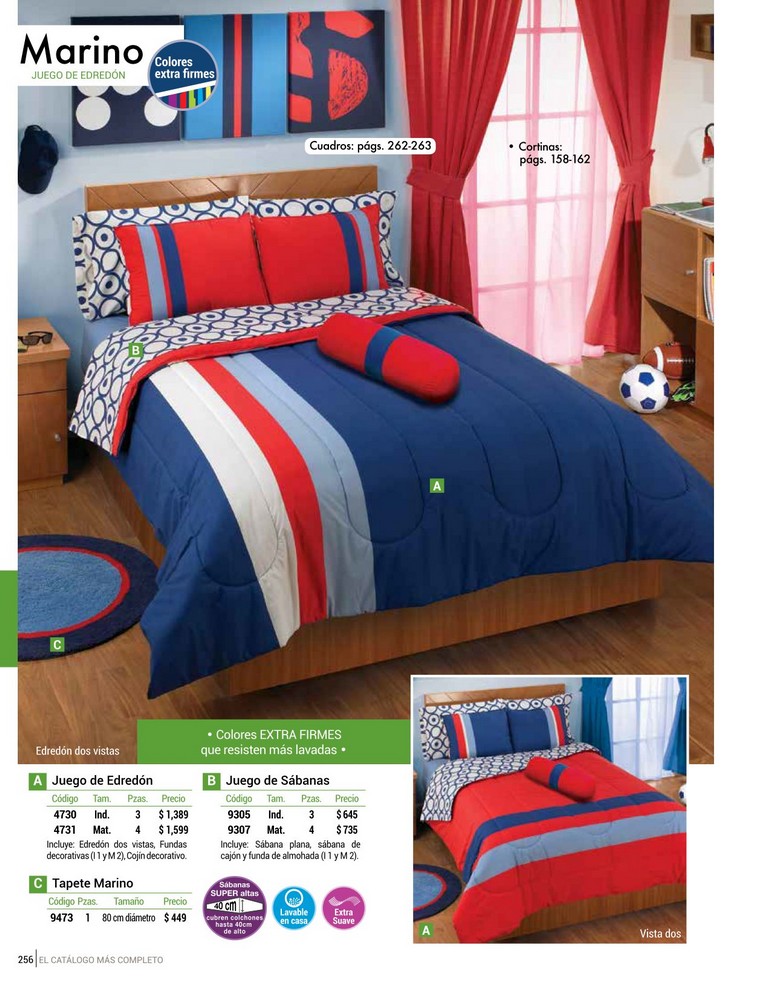 Marino
JUEGO DE EDREDÓN
Colores
extra firmes
Cuadros: págs. 262-263
• Cortinas:
págs. 158-162
B
A
C
Edredón dos vistas
• Colores EXTRA FIRMES
que resisten más lavadas •
A Juego de Edredón
Código Tam. Pzas. Precio
4730 Ind. 3 $ 1,389
4731 Mat. 4 $ 1,599
Incluye: Edredón dos vistas, Fundas
decorativas (I 1 y M 2), Cojín decorativo.
B Juego de Sábanas
Código Tam. Pzas. Precio
9305 Ind. 3 $ 645
9307 Mat. 4 $ 735
Incluye: Sábana plana, sábana de
cajón y funda de almohada (I 1 y M 2).
C Tapete Marino
Código Pzas. Tamaño Precio
9473 1 80 cm diámetro $ 449
Sábanas
SUPER altas
40 cm
cubren colchones
hasta 40cm
de alto
Lavable
en casa
Extra
Suave
A
Vista dos
256 EL CATÁLOGO MÁS COMPLETO